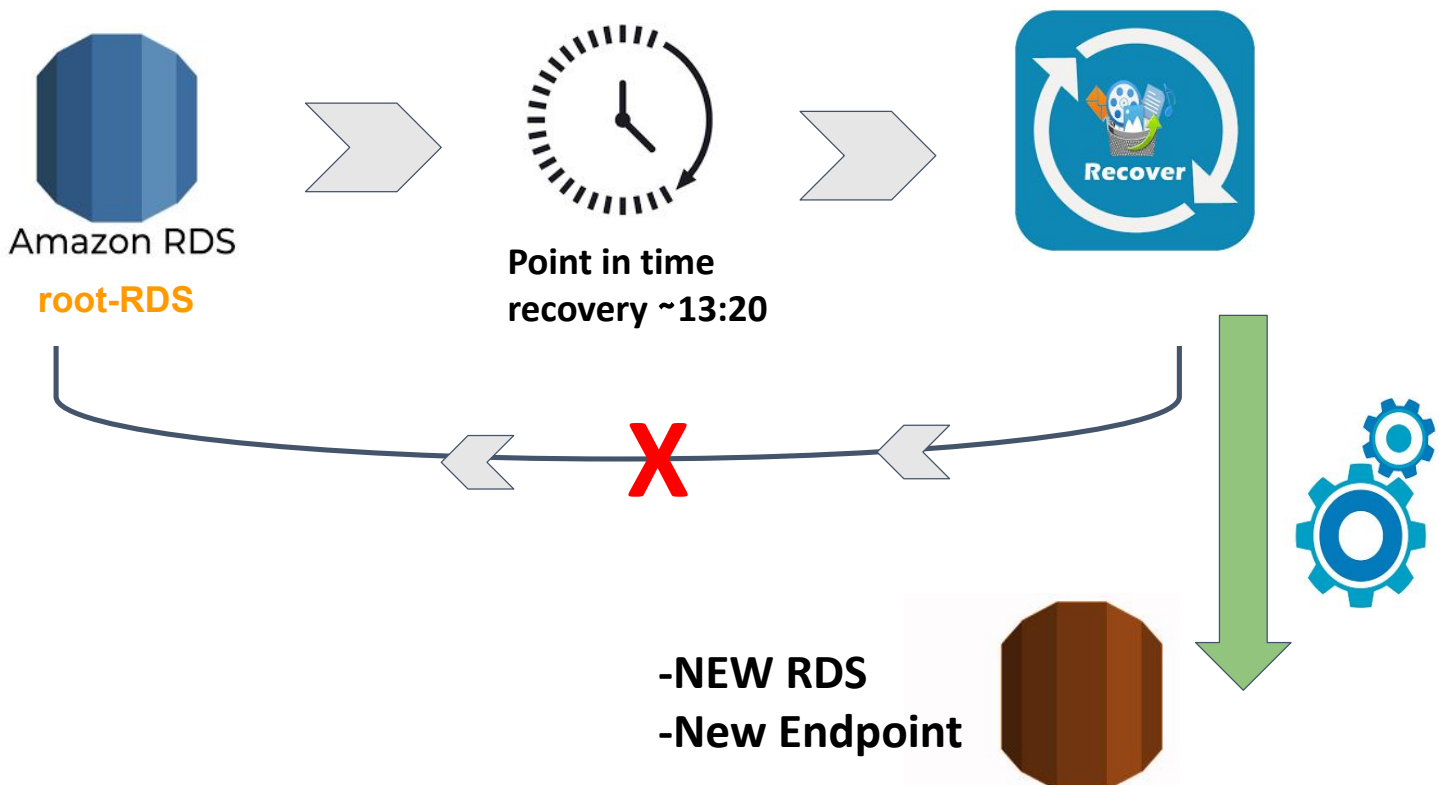 Amazon RDS
root-RDS
Point in time
recovery ~13:20
Recover
X
-NEW RDS
-New Endpoint